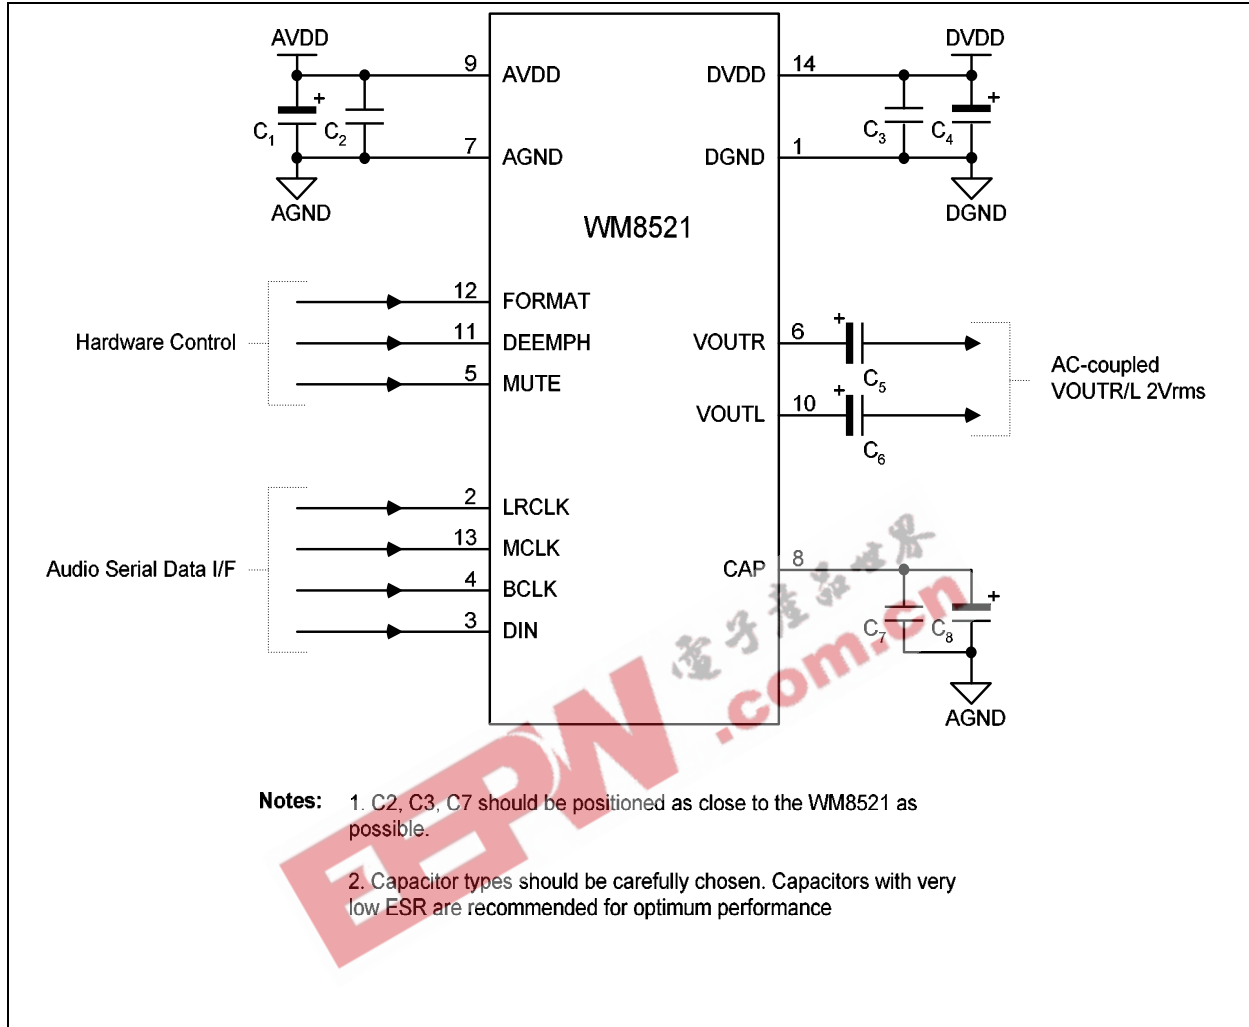 AVDD
DVDD
9
AVDD
DVDD
14
+
+
C1
C2
C3
C4
7
AGND
DGND
1
AGND
DGND
WM8521
12
FORMAT
Hardware Control
11
DEEMPH
VOUTR
6
+
C5
5
MUTE
AC-coupled
VOUTR/L 2Vrms
VOUTL
10
+
C6
2
LRCLK
13
MCLK
Audio Serial Data I/F
CAP
8
4
BCLK
+
C7
C8
3
DIN
AGND
電子產品世界
EEPW.com.cn
Notes:
1. C2, C3, C7 should be positioned as close to the WM8521 as
possible.
2. Capacitor types should be carefully chosen. Capacitors with very
low ESR are recommended for optimum performance